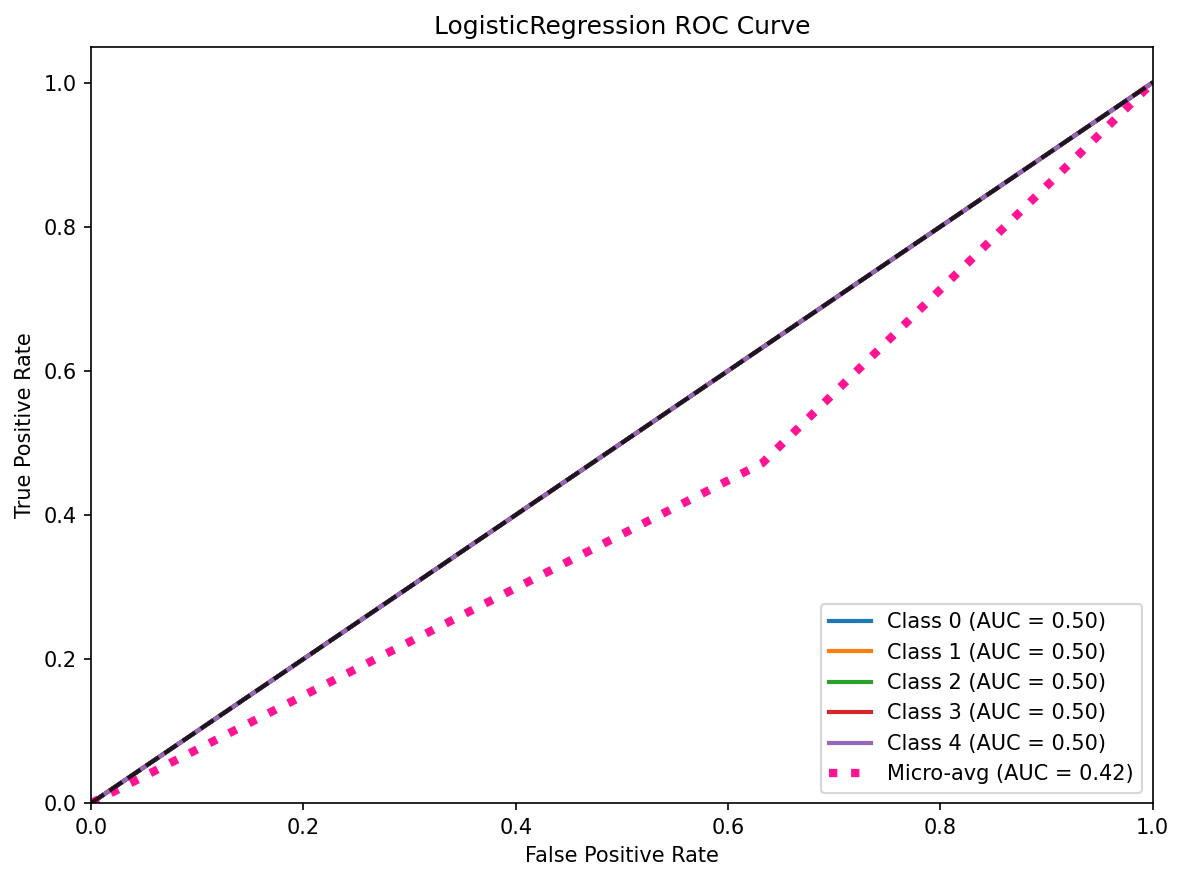 LogisticRegression ROC Curve
True Positive Rate
1.0
0.8
0.6
0.4
0.2
0.0
0.0 0.2 0.4 0.6 0.8 1.0
False Positive Rate
Class 0 (AUC = 0.50)
Class 1 (AUC = 0.50)
Class 2 (AUC = 0.50)
Class 3 (AUC = 0.50)
Class 4 (AUC = 0.50)
Micro-avg (AUC = 0.42)